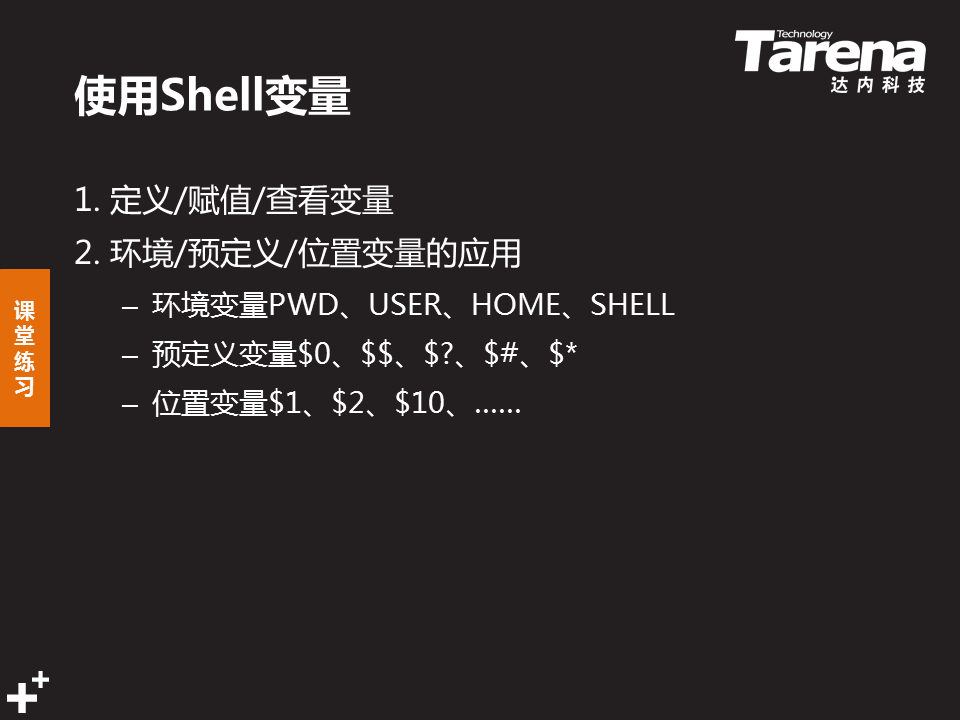 Technology
Tarena
达内科技
使用Shell变量
1. 定义/赋值/查看变量
2. 环境/预定义/位置变量的应用
– 环境变量PWD、USER、HOME、SHELL
– 预定义变量$0、$$、$?、$#、$*
– 位置变量$1、$2、$10、……
课
堂
练
习